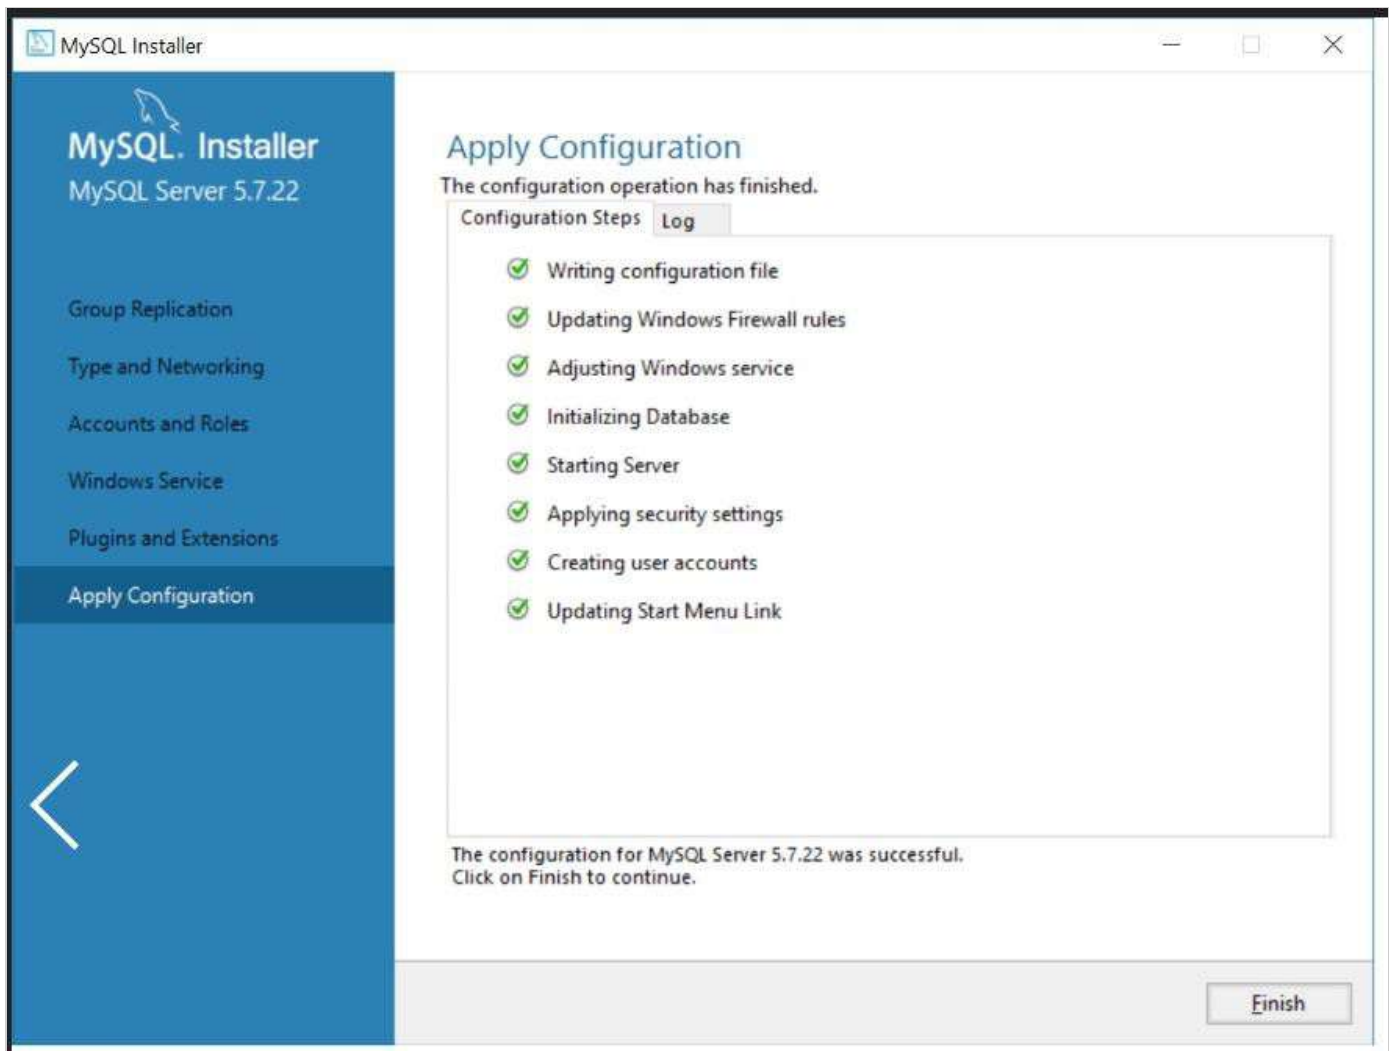 MySQL Installer
MySQL. Installer
MySQL Server 5.7.22
Group Replication
Type and Networking
Accounts and Roles
Windows Service
Plugins and Extensions
Apply Configuration
Apply Configuration
The configuration operation has finished.
Configuration Steps Log
Writing configuration file
Updating Windows Firewall rules
Adjusting Windows service
Initializing Database
Starting Server
Applying security settings
Creating user accounts
Updating Start Menu Link
The configuration for MySQL Server 5.7.22 was successful.
Click on Finish to continue.
Finish